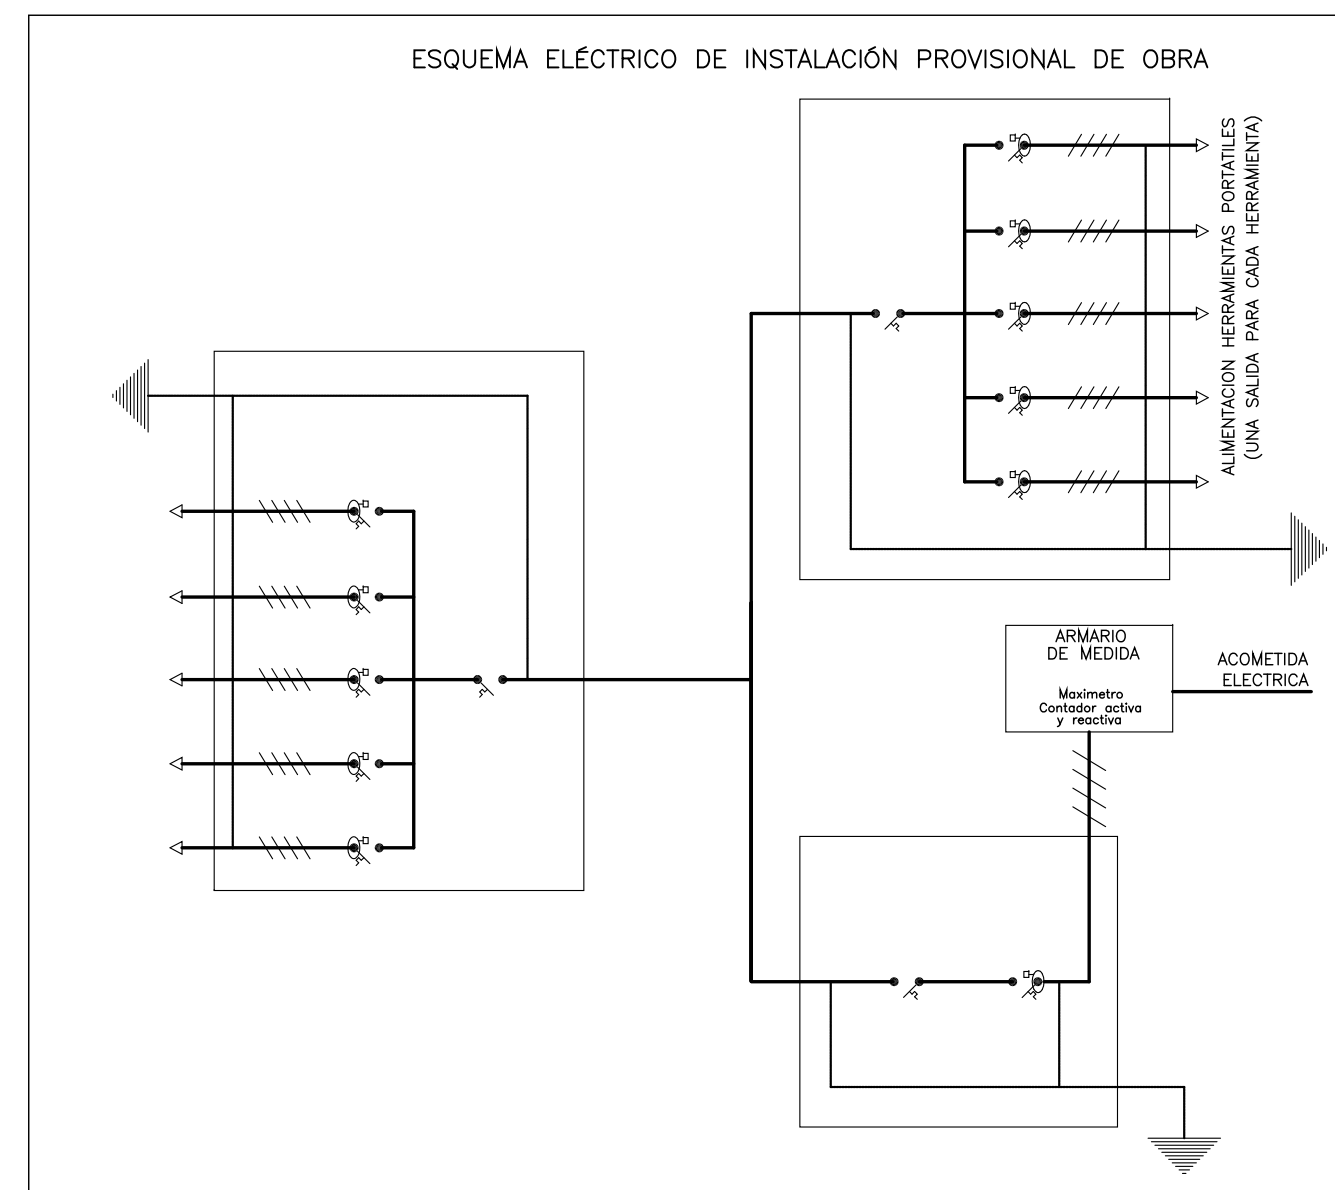 ESQUEMA ELÉCTRICO DE INSTALACIÓN PROVISIONAL DE OBRA
ALIMENTACION HERRAMIENTAS PORTATILES
(UNA SALIDA PARA CADA HERRAMIENTA)
ARMARIO
DE MEDIDA
Maximetro
Contador activa
y reactiva
ACOMETIDA
ELECTRICA